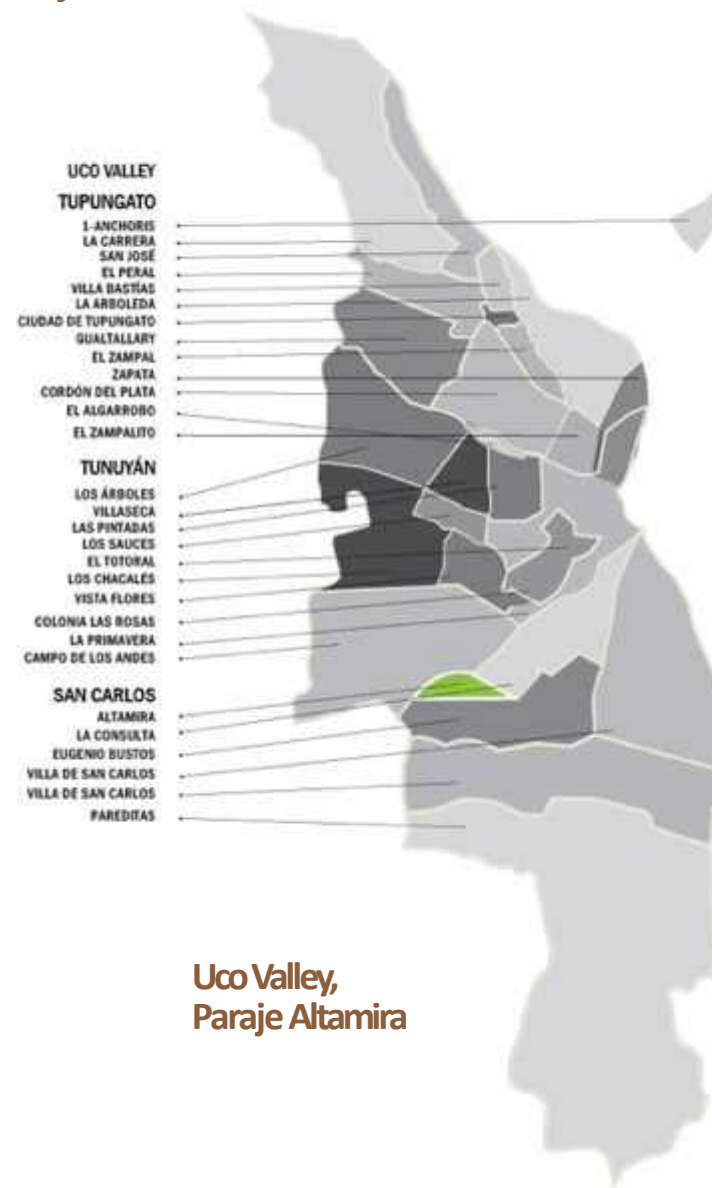 UCO VALLEY
TUPUNGATO
1-ANCHORIS
LA CARRERA
SAN JOSÉ
EL PERAL
VILLA BASTÍAS
LA ARBOLEDA
CIUDAD DE TUPUNGATO
GUALTALLARY
EL ZAMPAL
ZAPATA
CORDÓN DEL PLATA
EL ALGARROBO
EL ZAMPALITO
TUNUYÁN
LOS ÁRBOLES
VILLASECA
LAS PINTADAS
LOS SAUCES
EL TOTORAL
LOS CHACALES
VISTA FLORES
COLONIA LAS ROSAS
LA PRIMAVERA
CAMPO DE LOS ANDES
SAN CARLOS
ALTAMIRA
LA CONSULTA
EUGENIO BUSTOS
VILLA DE SAN CARLOS
VILLA DE SAN CARLOS
PAREDITAS
Uco Valley,
Paraje Altamira